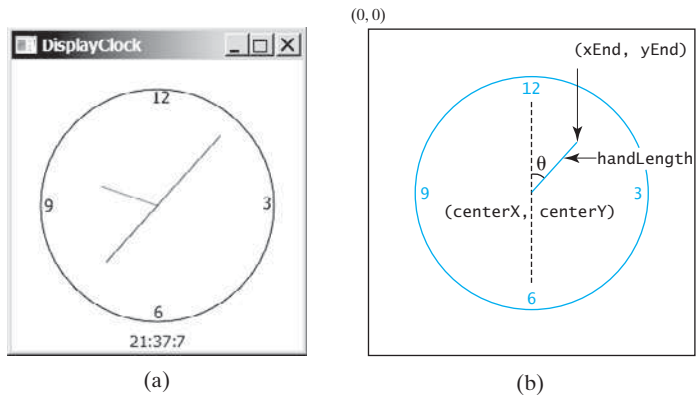 DisplayClock
12
9
3
6
21:37:7
(a)
(0, 0)
(xEnd, yEnd)
12
θ
handLength
9
3
(centerX, centerY)
6
(b)